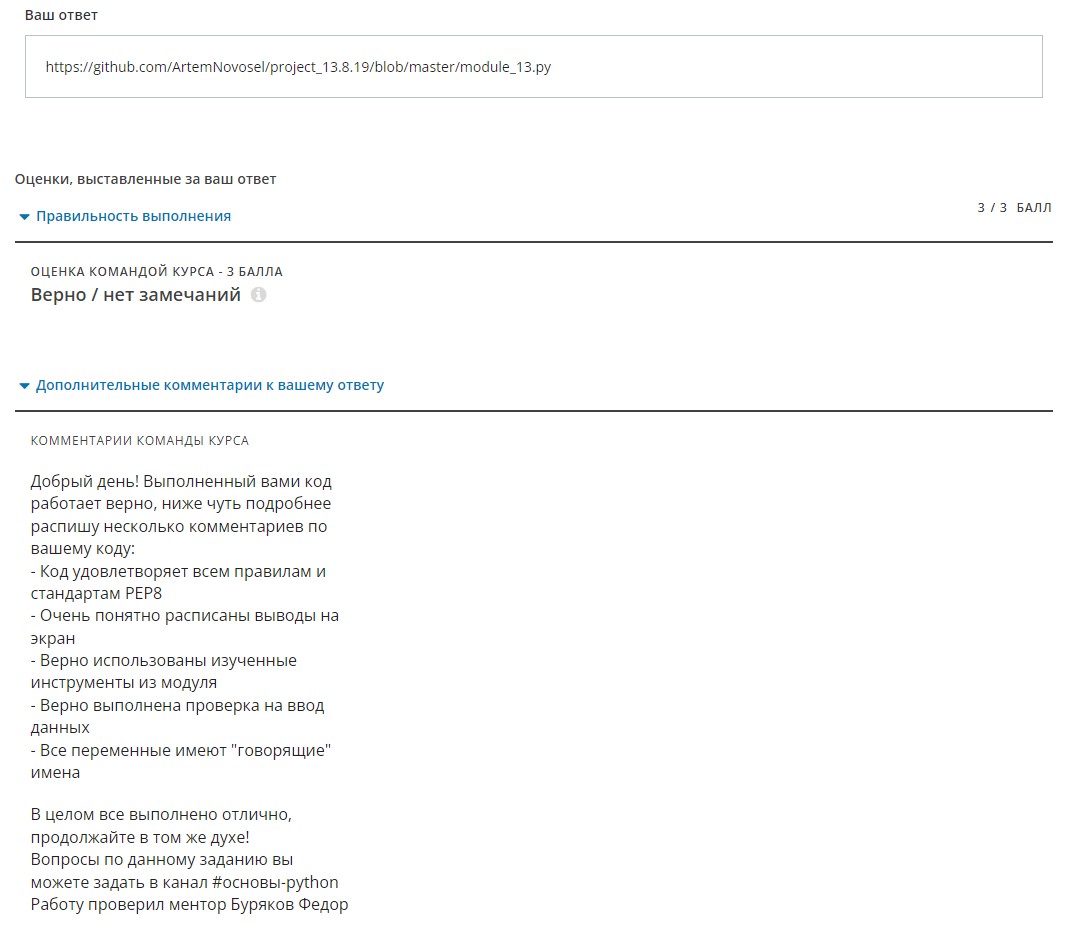 Ваш ответ
https://github.com/ArtemNovosel/project_13.8.19/blob/master/module_13.py
Оценки, выставленные за ваш ответ
Правильность выполнения
3 / 3 БАЛЛ
ОЦЕНКА КОМАНДОЙ КУРСА - 3 БАЛЛА
Верно / нет замечаний
Дополнительные комментарии к вашему ответу
КОММЕНТАРИИ КОМАНДЫ КУРСА
Добрый день! Выполненный вами код
работает верно, ниже чуть подробнее
распишу несколько комментариев по
вашему коду:
- Код удовлетворяет всем правилам и
стандартам PEP8
- Очень понятно расписаны выводы на
экран
- Верно использованы изученные
инструменты из модуля
- Верно выполнена проверка на ввод
данных
- Все переменные имеют "говорящие"
имена
В целом все выполнено отлично,
продолжайте в том же духе!
Вопросы по данному заданию вы
можете задать в канал #основы-python
Работу проверил ментор Буряков Федор